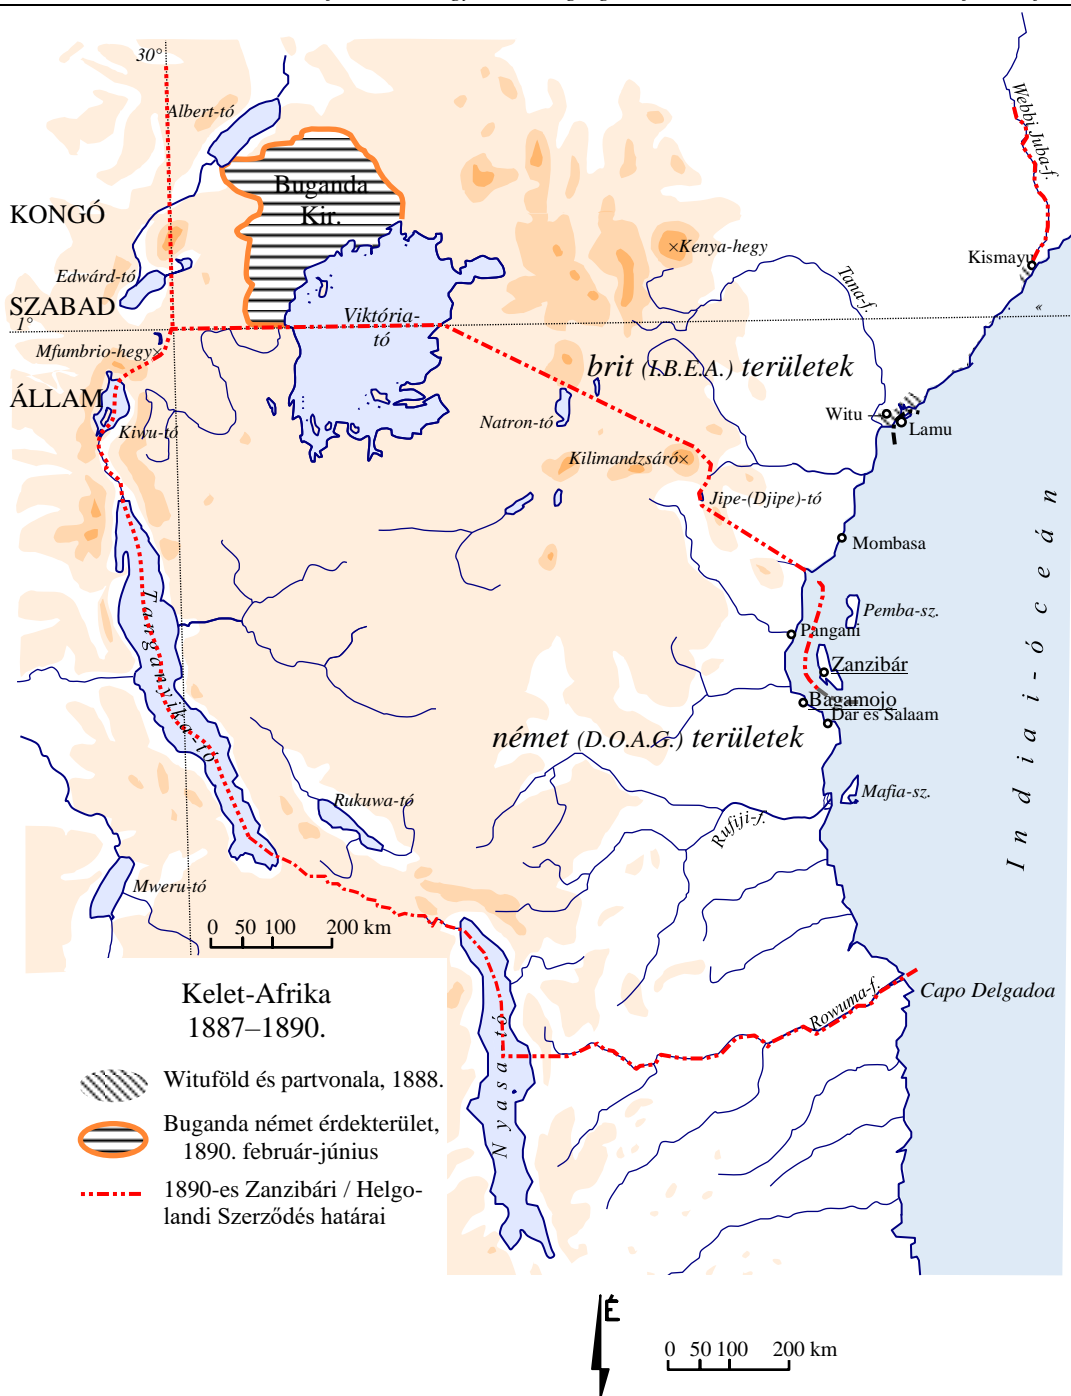 30°
Albert-tó
Webbi Juba-f.
Buganda
Kir.
KONGÓ
×Kenya-hegy
Kismayu
Edwárd-tó
Tana-f.
SZABAD
1°
Viktória-
tó
«
Mfumbrio-hegy×
brit (I.B.E.A.) területek
ÁLLAM
Kiwu-tó
Natron-tó
Witu
Lamu
Kilimandzsáró×
Jipe-(Djipe)-tó
Mombasa
Indiai-óceán
Tanganyika-tó
Pemba-sz.
Pangani
Zanzibár
Bagamojo
Dar es Salaam
német (D.O.A.G.) területek
Mafia-sz.
Rukuwa-tó
Rufiji-f.
Mweru-tó
0 50 100 200 km
Kelet-Afrika
1887–1890.
Capo Delgadoa
Rowuma-f.
Nyasa tó
Wituföld és partvonala, 1888.
Buganda német érdekterület,
1890. február-június
1890-es Zanzibári / Helgo-
landi Szerződés határai
É
0 50 100 200 km